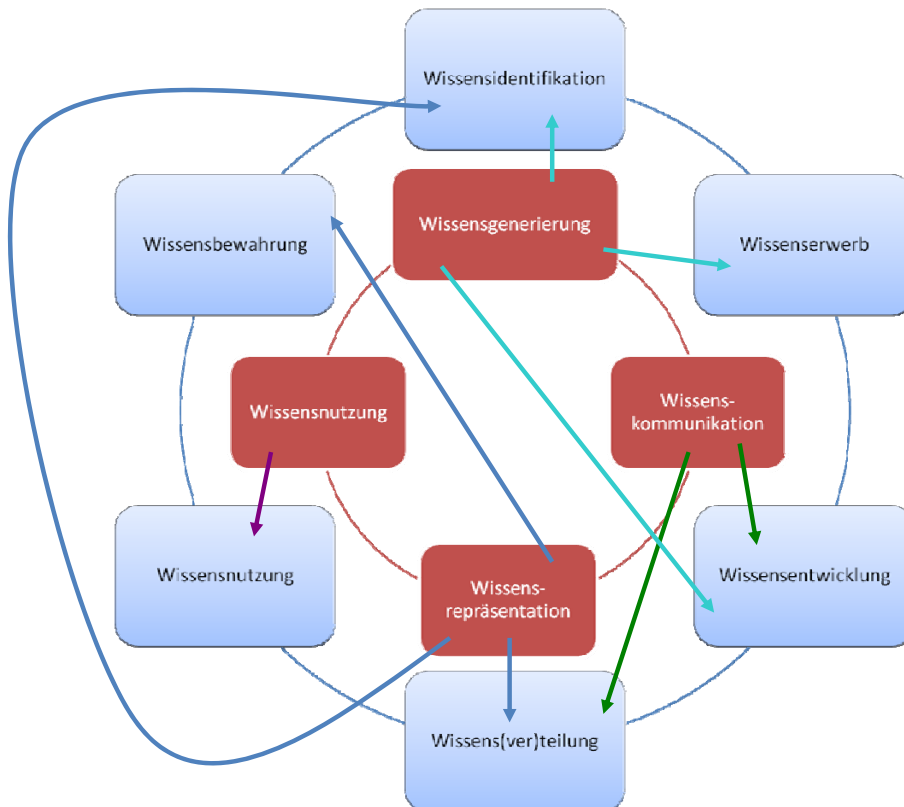 Wissensidentifikation
Wissensgenerierung
Wissensbewahrung
Wissenserwerb
Wissensnutzung
Wissens-
kommunikation
Wissensnutzung
Wissensentwicklung
Wissens-
repräsentation
Wissens(ver)teilung